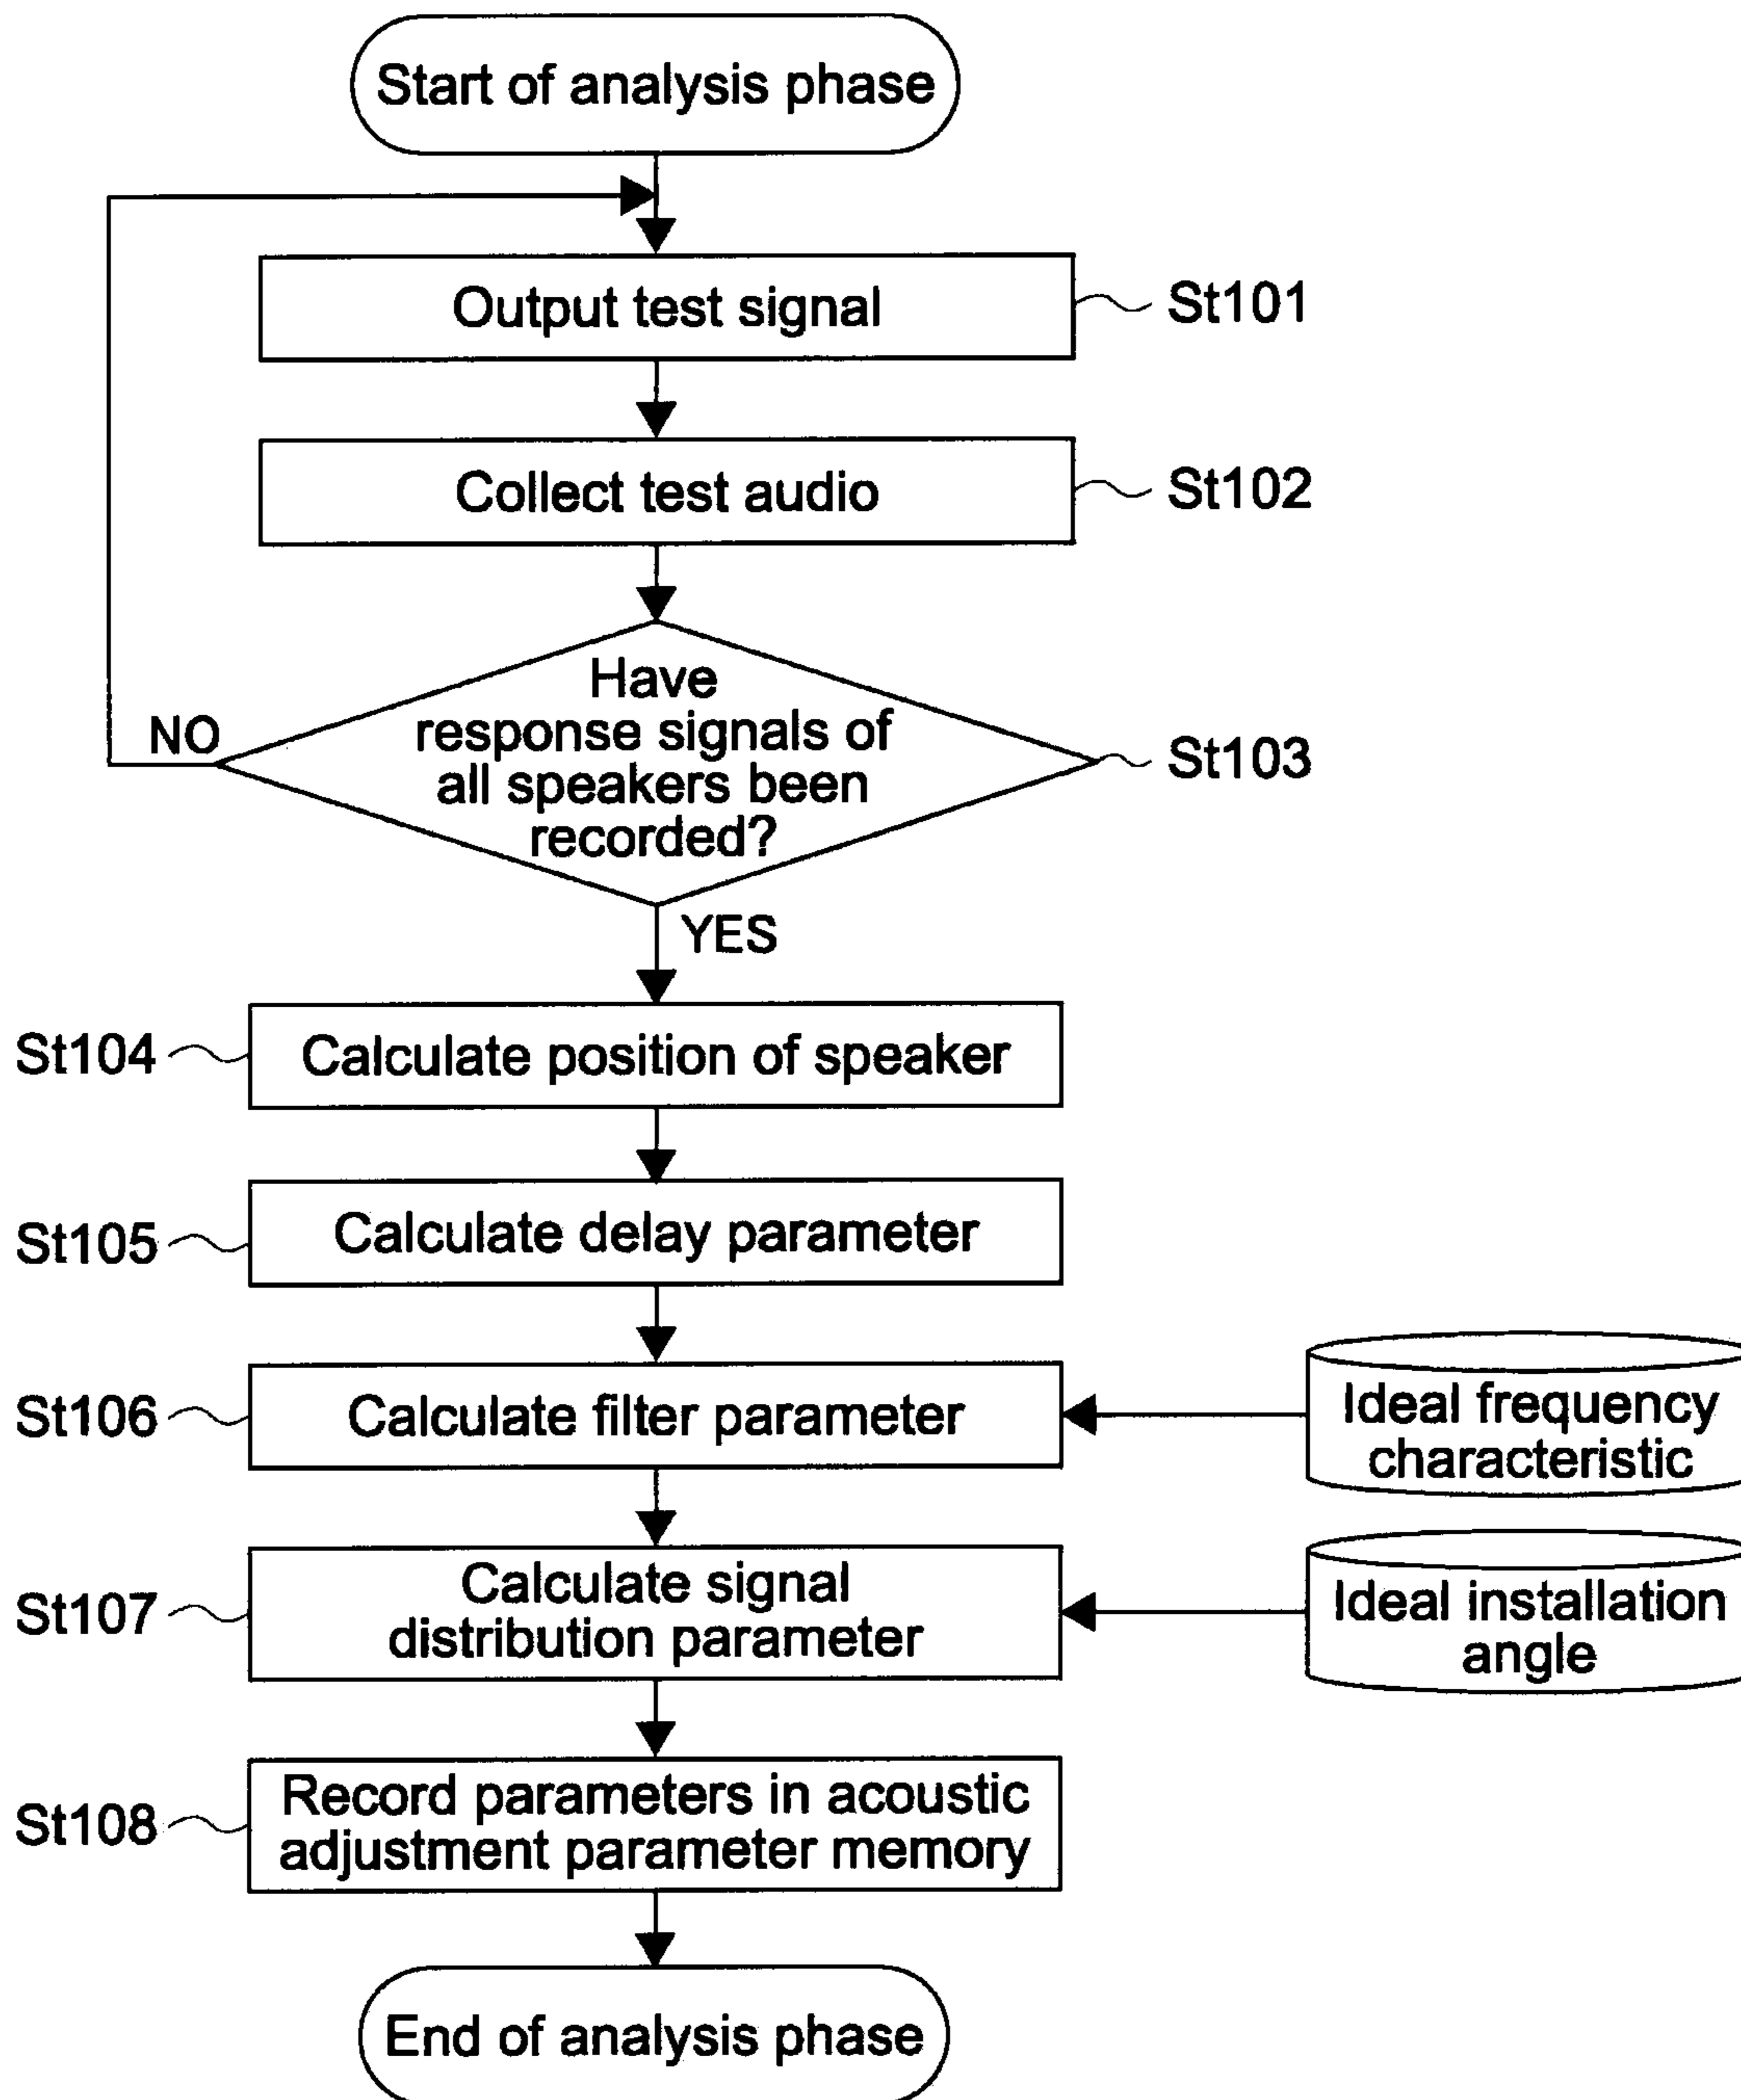 Start of analysis phase
Output test signal
St101
Collect test audio
St102
Have
response signals of
all speakers been
recorded?
NO
St103
YES
St104
Calculate position of speaker
St105
Calculate delay parameter
St106
Calculate filter parameter
Ideal frequency
characteristic
St107
Calculate signal
distribution parameter
Ideal installation
angle
St108
Record parameters in acoustic
adjustment parameter memory
End of analysis phase